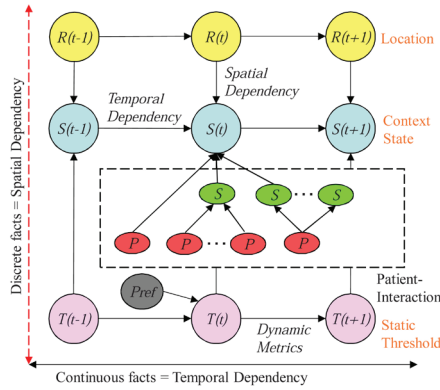 R(t-1)
R(t)
R(t+1)
Location
Spatial
Dependency
Temporal
Dependency
S(t-1)
S(t)
S(t+1)
Context
State
S
S
...
S
P
...
P
P
P
Patient-
Interaction
Pref
T(t-1)
T(t)
T(t+1)
Static
Threshold
Dynamic
Metrics
Discrete facts = Spatial Dependency
Continuous facts = Temporal Dependency